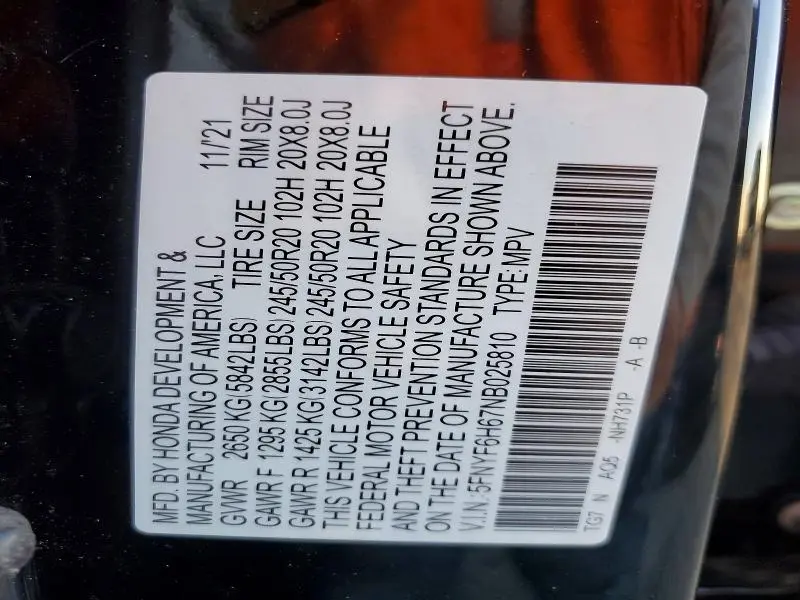 MFD. BY HONDA DEVELOPMENT &
MANUFACTURING OF AMERICA, LLC 11/'21
GVWR 2650 KG(5842LBS) TIRE SIZE RIM SIZE
GAWR F 1295 KG(2855LBS) 245/50R20 102H 20X8.0J
GAWR R 1425 KG(3142LBS) 245/50R20 102H 20X8.0J
THIS VEHICLE CONFORMS TO ALL APPLICABLE
FEDERAL MOTOR VEHICLE SAFETY
AND THEFT PREVENTION STANDARDS IN EFFECT
ON THE DATE OF MANUFACTURE SHOWN ABOVE.
V.I.N:5FNYF6H67NB025810 TYPE:MPV
TG7 N AQ5 -NH731P -A -B